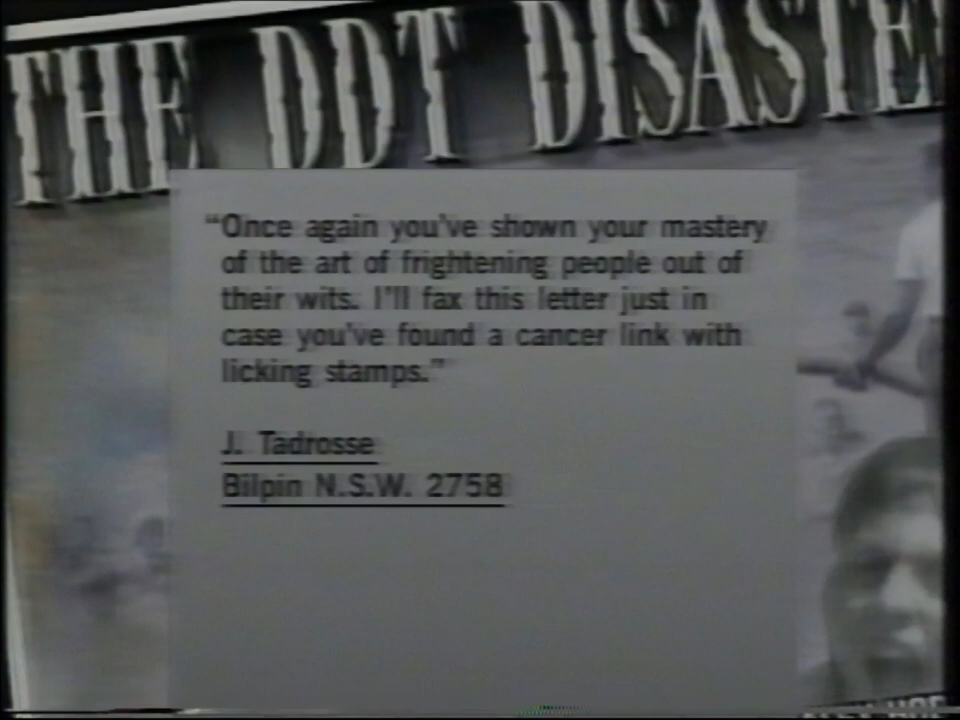 THE DDT DISASTE
“Once again you've shown your mastery
of the art of frightening people out of
their wits. I'll fax this letter just in
case you've found a cancer link with
licking stamps.”
J. Tadrosse
Bilpin N.S.W. 2758